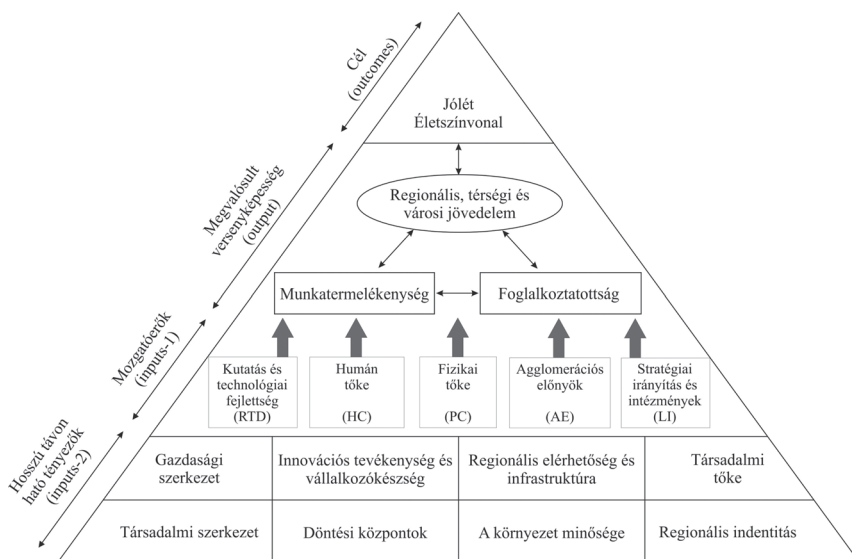 Cél
(outcomes)
Jólét
Életszínvonal
Megvalósult
versenyképesség
(output)
Regionális, térségi és
városi jövedelem
Munkatermelékenység
Foglalkoztatottság
Mozgatóerők
(inputs-1)
Kutatás és
technológiai
fejlettség
(RTD)
Humán
tőke
(HC)
Fizikai
tőke
(PC)
Agglomerációs
előnyök
(AE)
Stratégiai
irányítás és
intézmények
(LI)
Hosszú távon
ható tényezők
(inputs-2)
Gazdasági
szerkezet
Innovációs tevékenység és
vállalkozókészség
Regionális elérhetőség és
infrastruktúra
Társadalmi
tőke
Társadalmi szerkezet
Döntési központok
A környezet minősége
Regionális indentitás